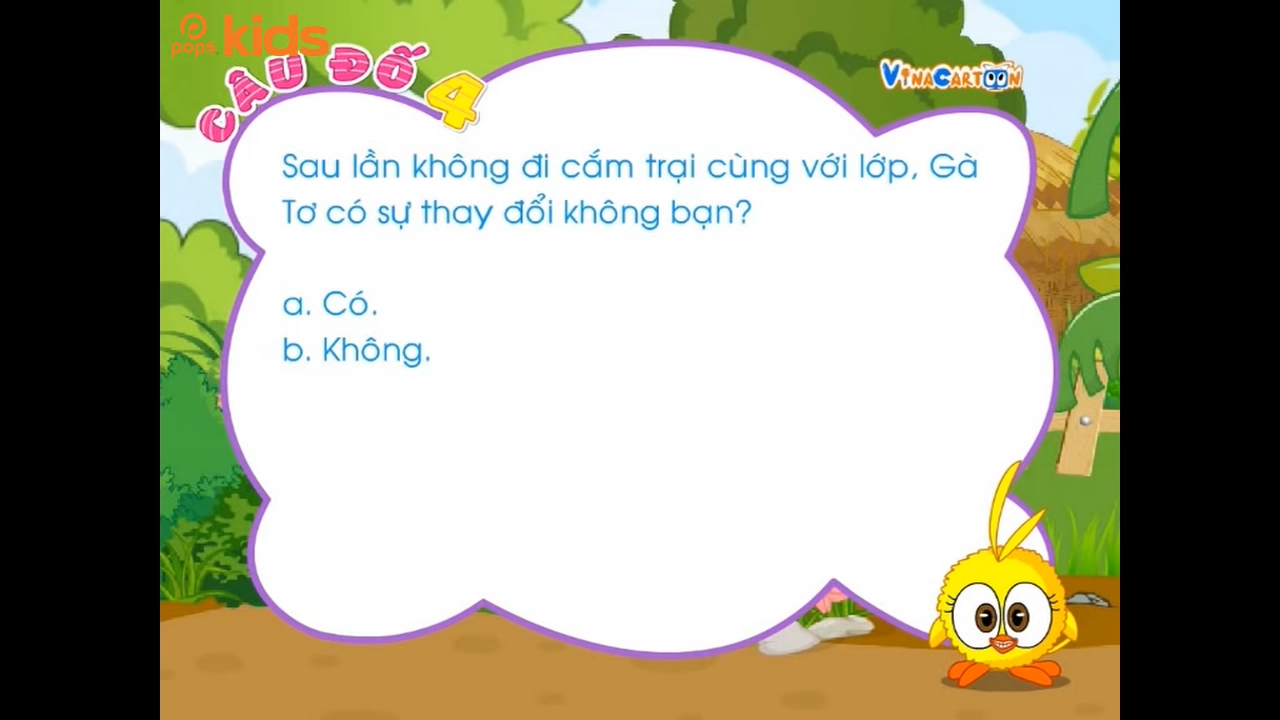 pops kids
CÂU ĐỐ 4
VINACARTOON
Sau lần không đi cắm trại cùng với lớp, Gà
Tơ có sự thay đổi không bạn?
a. Có.
b. Không.